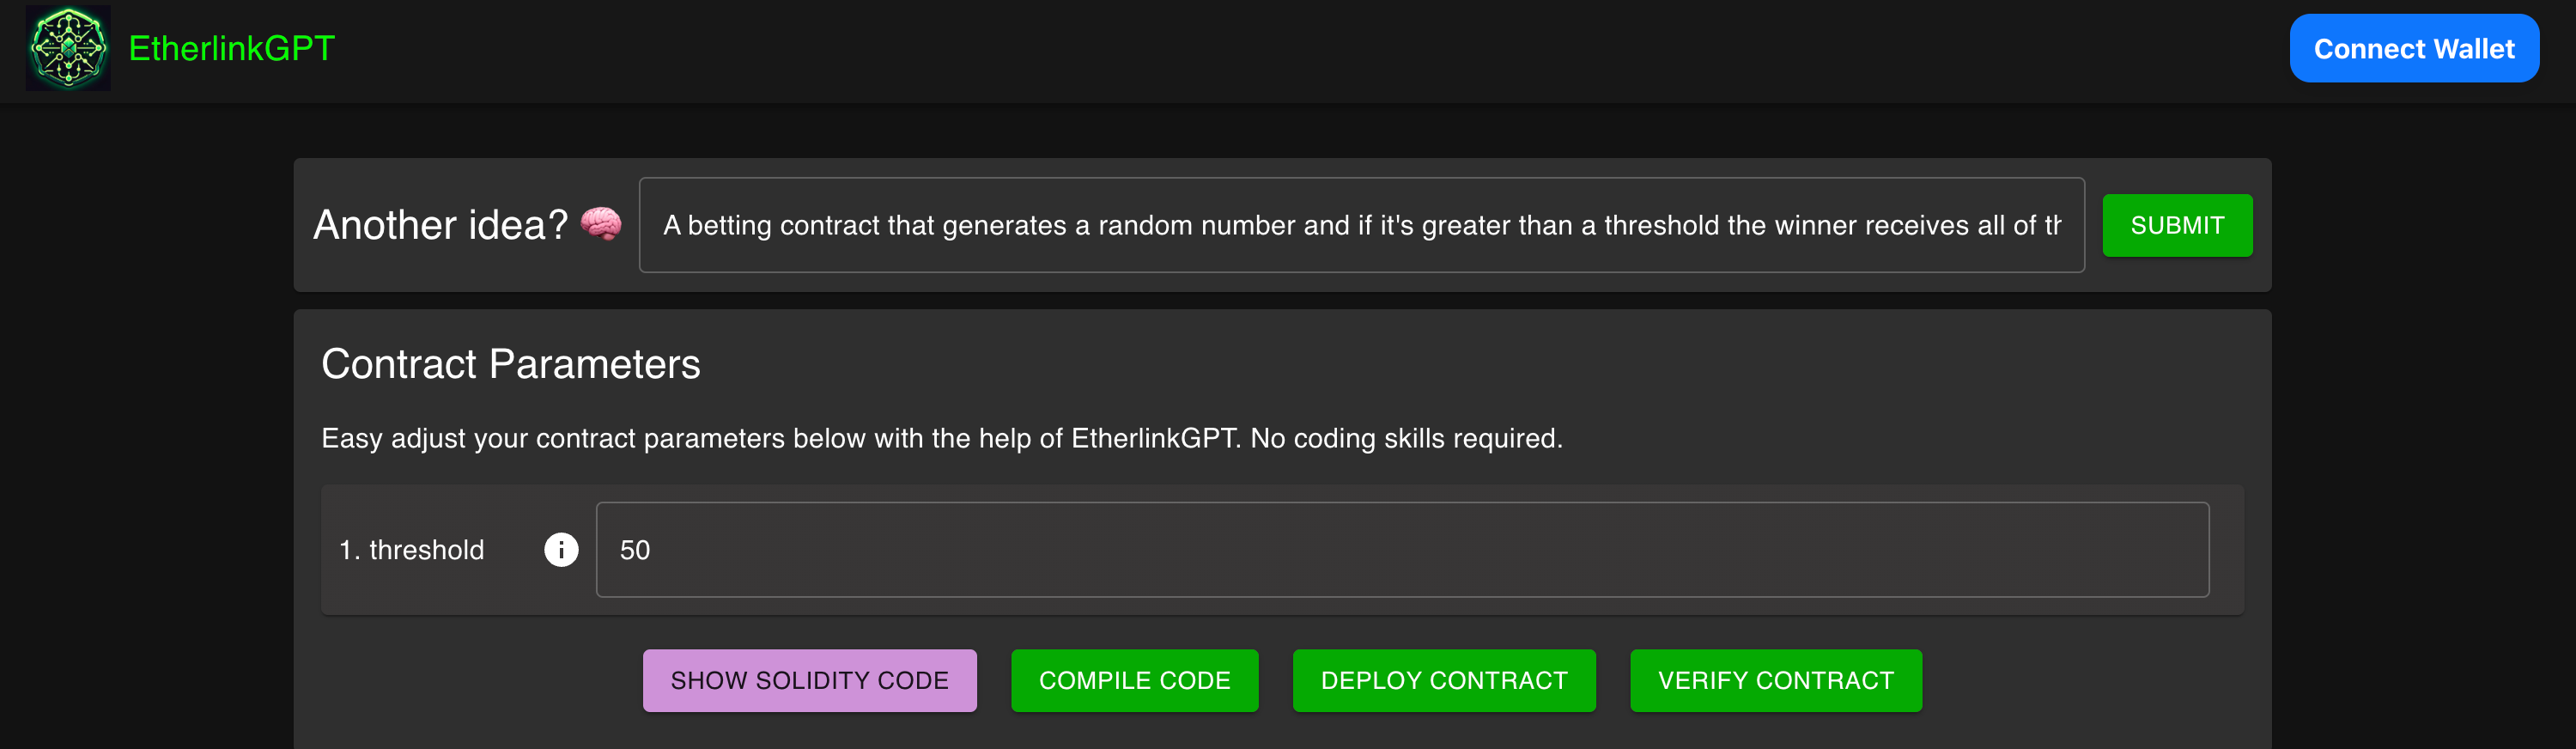 EtherlinkGPT
Connect Wallet
Another idea? 🧠
A betting contract that generates a random number and if it's greater than a threshold the winner receives all of th
SUBMIT
Contract Parameters
Easy adjust your contract parameters below with the help of EtherlinkGPT. No coding skills required.
1. threshold
50
SHOW SOLIDITY CODE
COMPILE CODE
DEPLOY CONTRACT
VERIFY CONTRACT